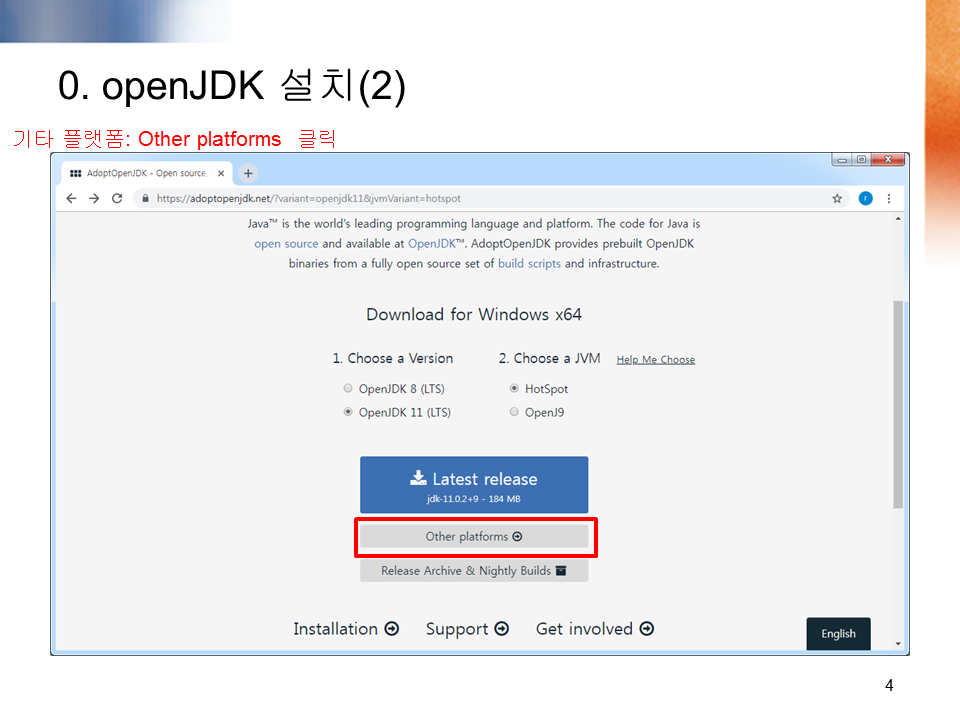 0. openJDK 설치(2)
기타 플랫폼: Other platforms 클릭
AdoptOpenJDK - Open source,
https://adoptopenjdk.net/?variant=openjdk11&jvmVariant=hotspot
r
Java™ is the world's leading programming language and platform. The code for Java is
open source and available at OpenJDK™. AdoptOpenJDK provides prebuilt OpenJDK
binaries from a fully open source set of build scripts and infrastructure.
Download for Windows x64
1. Choose a Version 2. Choose a JVM Help Me Choose
OpenJDK 8 (LTS) HotSpot
OpenJDK 11 (LTS) OpenJ9
Latest release
jdk-11.0.2+9 - 184 MB
Other platforms
Release Archive & Nightly Builds
Installation Support Get involved
English
4